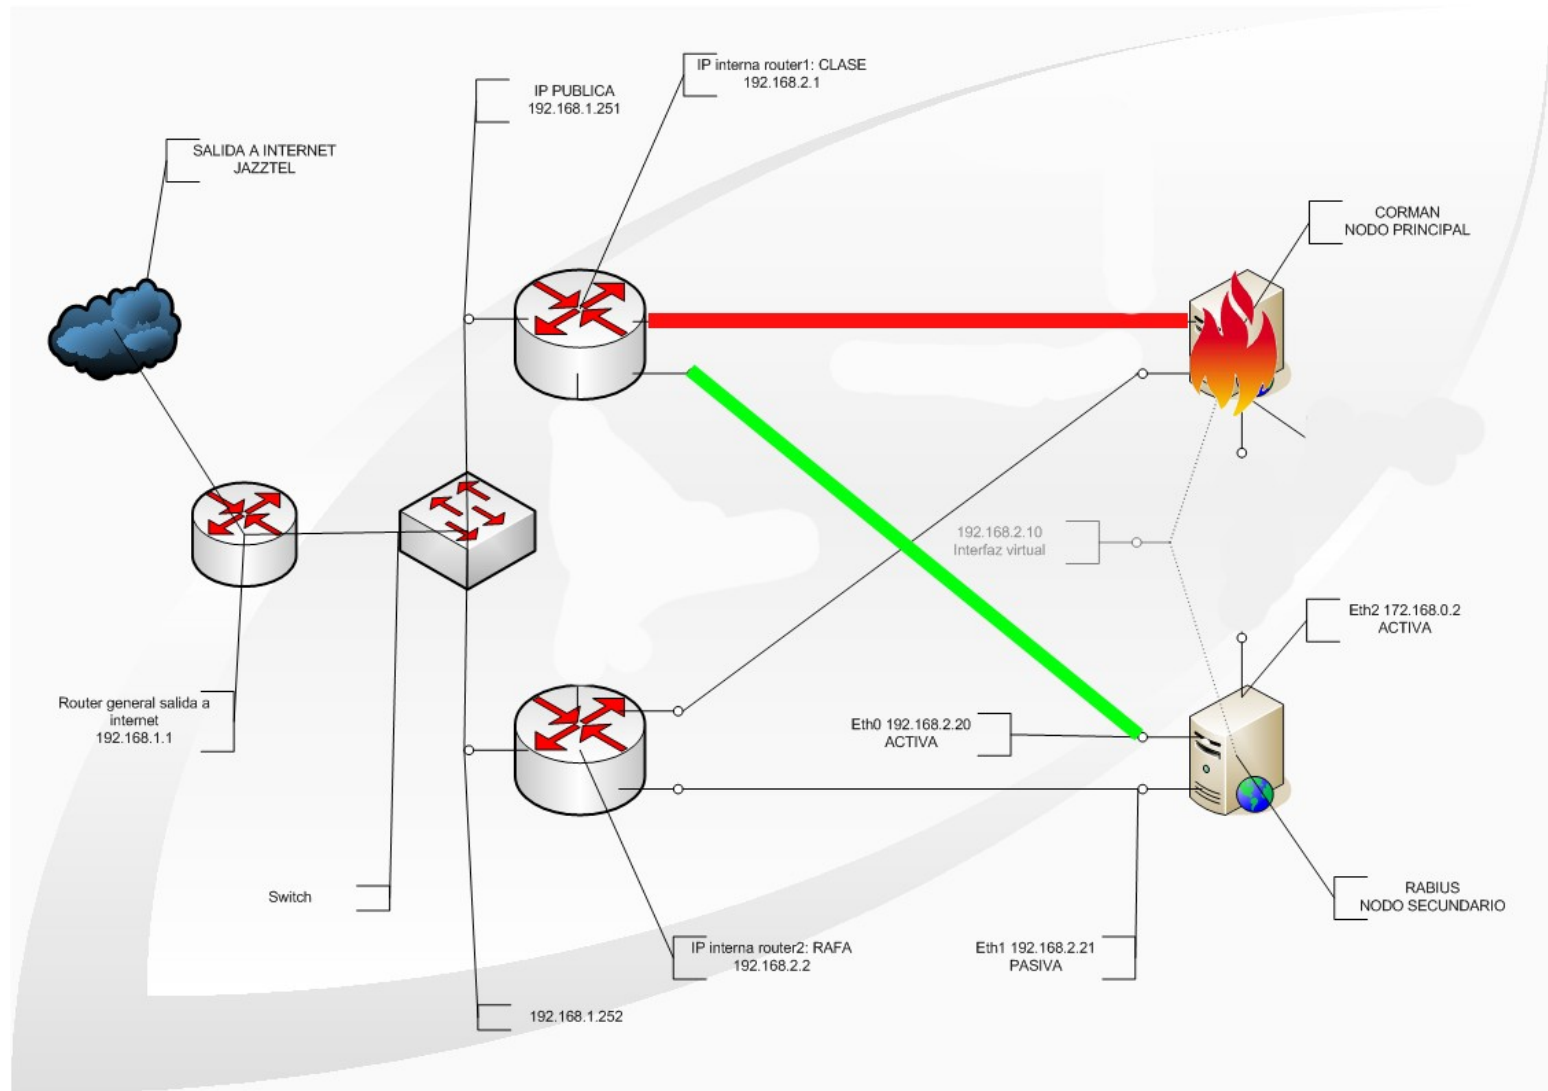 IP interna router1: CLASE
192.168.2.1
IP PUBLICA
192.168.1.251
SALIDA A INTERNET
JAZZTEL
CORMAN
NODO PRINCIPAL
192.168.2.10
Interfaz virtual
Eth2 172.168.0.2
ACTIVA
Router general salida a
internet
192.168.1.1
Eth0 192.168.2.20
ACTIVA
Switch
RABIUS
NODO SECUNDARIO
IP interna router2: RAFA
192.168.2.2
Eth1 192.168.2.21
PASIVA
192.168.1.252